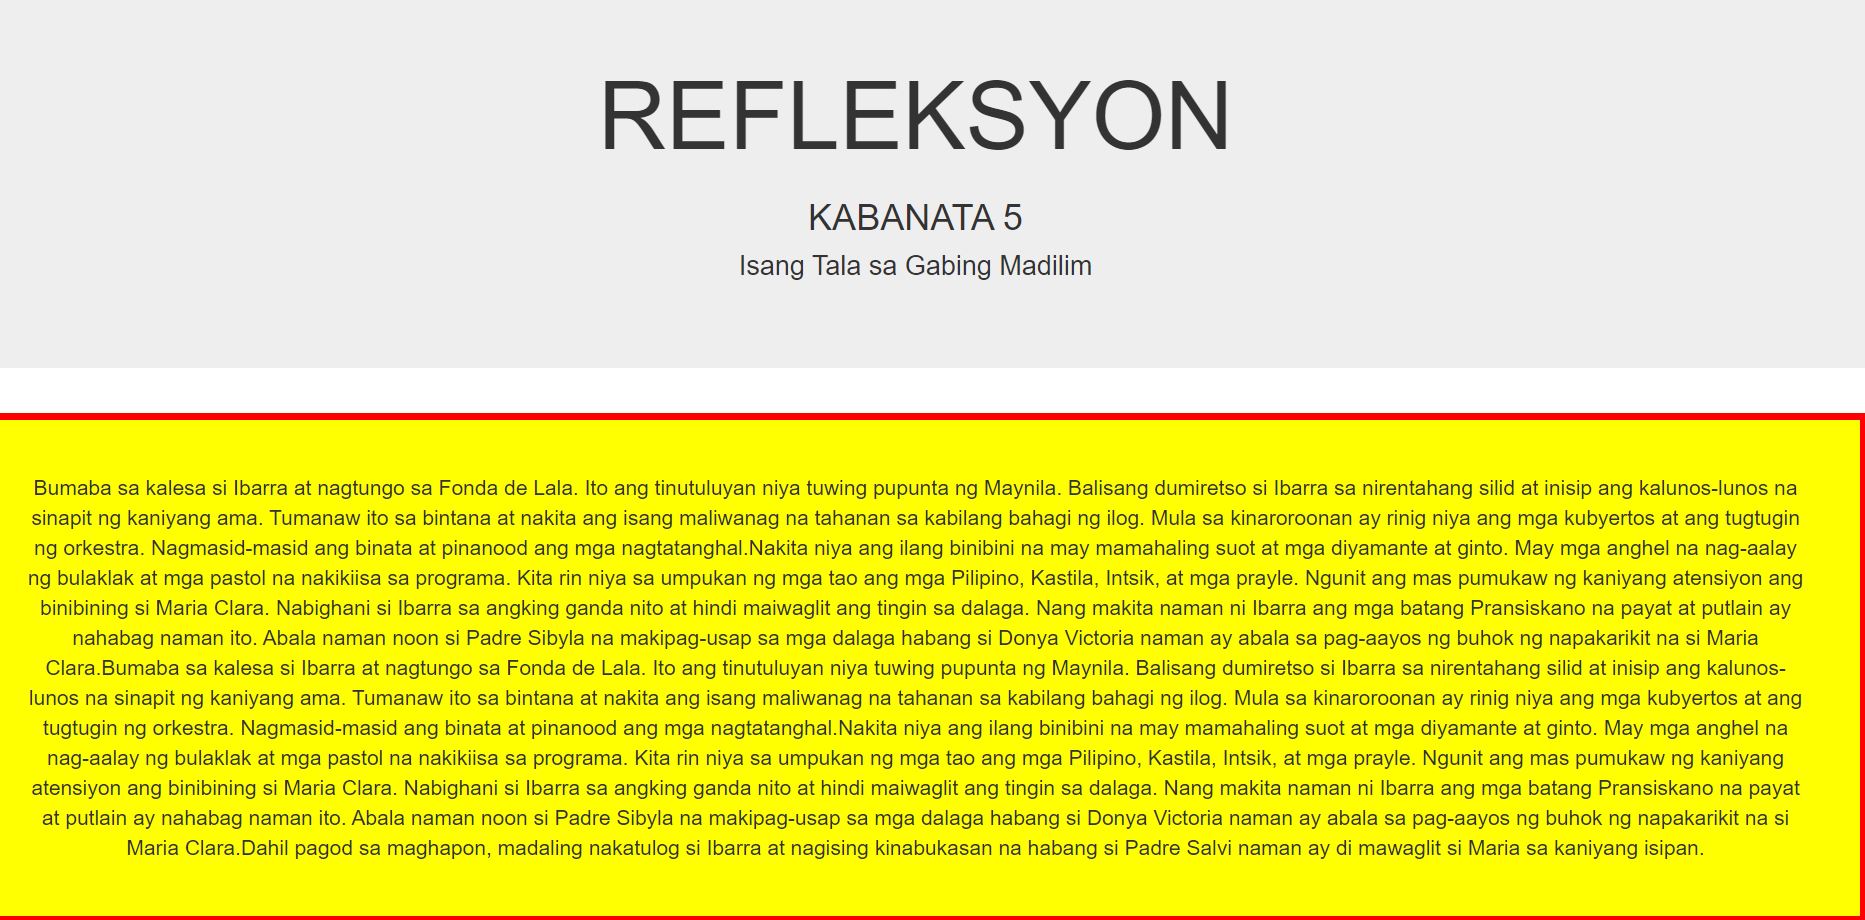 REFLEKSYON
KABANATA 5
Isang Tala sa Gabing Madilim
Bumaba sa kalesa si Ibarra at nagtungo sa Fonda de Lala. Ito ang tinutuluyan niya tuwing pupunta ng Maynila. Balisang dumiretso si Ibarra sa nirentahang silid at inisip ang kalunos-lunos na
sinapit ng kaniyang ama. Tumanaw ito sa bintana at nakita ang isang maliwanag na tahanan sa kabilang bahagi ng ilog. Mula sa kinaroroonan ay rinig niya ang mga kubyertos at ang tugtugin
ng orkestra. Nagmasid-masid ang binata at pinanood ang mga nagtatanghal.Nakita niya ang ilang binibini na may mamahaling suot at mga diyamante at ginto. May mga anghel na nag-aalay
ng bulaklak at mga pastol na nakikiisa sa programa. Kita rin niya sa umpukan ng mga tao ang mga Pilipino, Kastila, Intsik, at mga prayle. Ngunit ang mas pumukaw ng kaniyang atensiyon ang
binibining si Maria Clara. Nabighani si Ibarra sa angking ganda nito at hindi maiwaglit ang tingin sa dalaga. Nang makita naman ni Ibarra ang mga batang Pransiskano na payat at putlain ay
nahabag naman ito. Abala naman noon si Padre Sibyla na makipag-usap sa mga dalaga habang si Donya Victoria naman ay abala sa pag-aayos ng buhok ng napakarikit na si Maria
Clara.Bumaba sa kalesa si Ibarra at nagtungo sa Fonda de Lala. Ito ang tinutuluyan niya tuwing pupunta ng Maynila. Balisang dumiretso si Ibarra sa nirentahang silid at inisip ang kalunos-
lunos na sinapit ng kaniyang ama. Tumanaw ito sa bintana at nakita ang isang maliwanag na tahanan sa kabilang bahagi ng ilog. Mula sa kinaroroonan ay rinig niya ang mga kubyertos at ang
tugtugin ng orkestra. Nagmasid-masid ang binata at pinanood ang mga nagtatanghal.Nakita niya ang ilang binibini na may mamahaling suot at mga diyamante at ginto. May mga anghel na
nag-aalay ng bulaklak at mga pastol na nakikiisa sa programa. Kita rin niya sa umpukan ng mga tao ang mga Pilipino, Kastila, Intsik, at mga prayle. Ngunit ang mas pumukaw ng kaniyang
atensiyon ang binibining si Maria Clara. Nabighani si Ibarra sa angking ganda nito at hindi maiwaglit ang tingin sa dalaga. Nang makita naman ni Ibarra ang mga batang Pransiskano na payat
at putlain ay nahabag naman ito. Abala naman noon si Padre Sibyla na makipag-usap sa mga dalaga habang si Donya Victoria naman ay abala sa pag-aayos ng buhok ng napakarikit na si
Maria Clara.Dahil pagod sa maghapon, madaling nakatulog si Ibarra at nagising kinabukasan na habang si Padre Salvi naman ay di mawaglit si Maria sa kaniyang isipan.